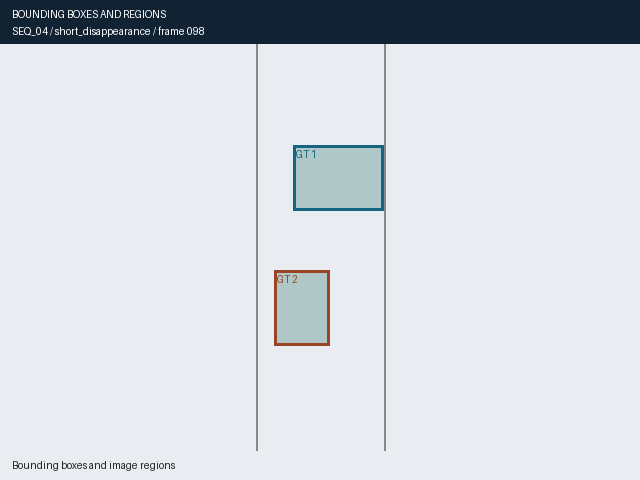 BOUNDING BOXES AND REGIONS
SEQ_04 / short_disappearance / frame 098
GT1
GT2
Bounding boxes and image regions